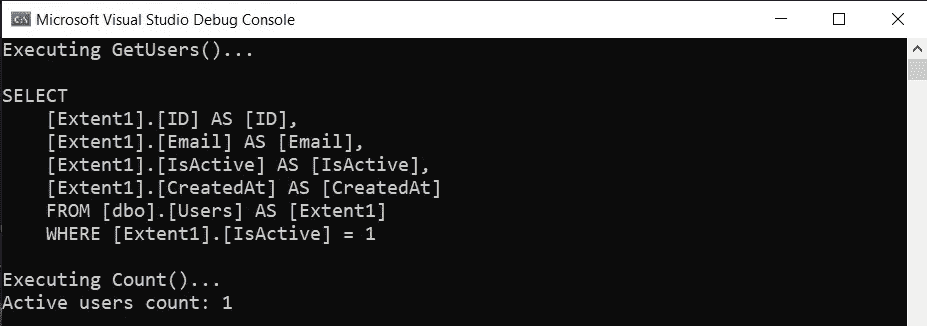 Microsoft Visual Studio Debug Console
Executing GetUsers()...
SELECT
[Extent1].[ID] AS [ID],
[Extent1].[Email] AS [Email],
[Extent1].[IsActive] AS [IsActive],
[Extent1].[CreatedAt] AS [CreatedAt]
FROM [dbo].[Users] AS [Extent1]
WHERE [Extent1].[IsActive] = 1
Executing Count()...
Active users count: 1